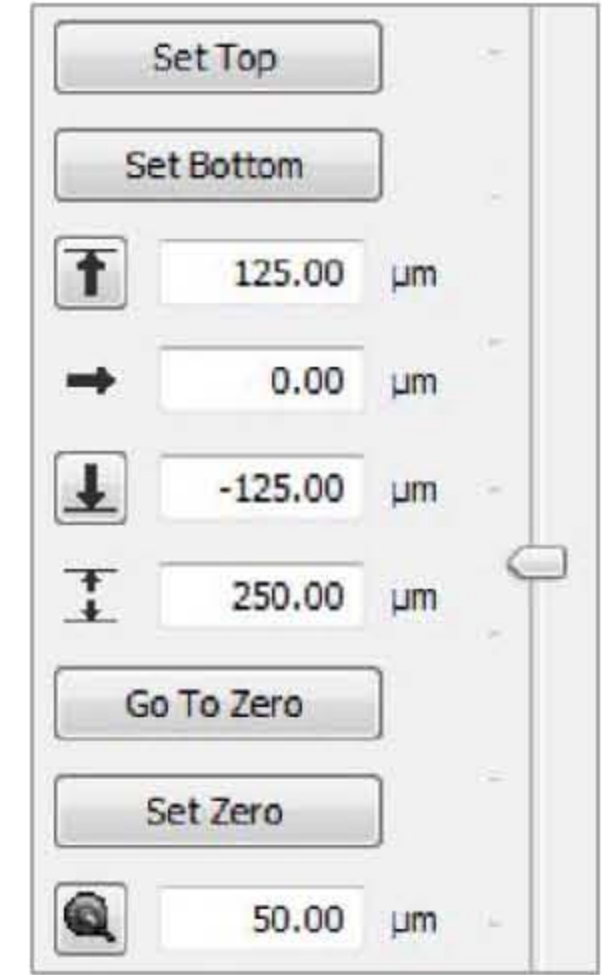 Set Top
Set Bottom
125.00 µm
0.00 µm
-125.00 µm
250.00 µm
Go To Zero
Set Zero
50.00 µm